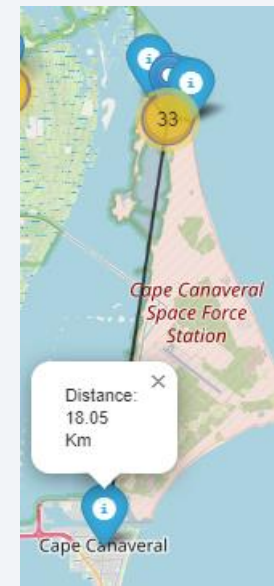 33
Cape Canaveral
Space Force
Station
×
Distance:
18.05
Km
Cape Canaveral